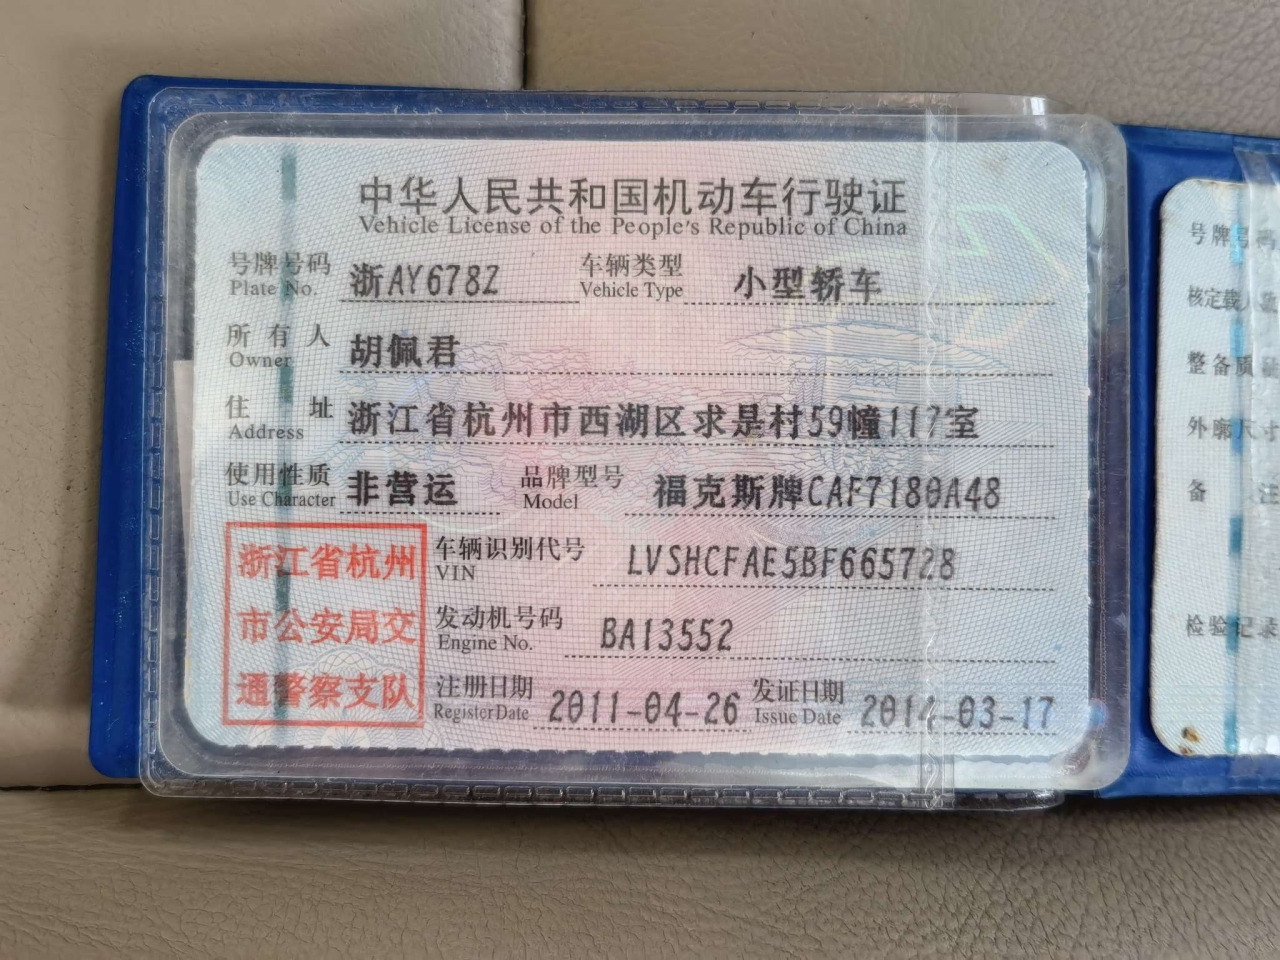 中华人民共和国机动车行驶证
Vehicle License of the People's Republic of China
号牌号码 浙AY678Z 车辆类型 小型轿车
Plate No. Vehicle Type
所有人 胡佩君
Owner
住址 浙江省杭州市西湖区求是村59幢117室
Address
使用性质 非营运 品牌型号 福克斯牌CAF7180A48
Use Character Model
浙江省杭州
市公安局交
通警察支队
车辆识别代号 LVSHCFAE5BF665728
VIN
发动机号码 BA13552
Engine No.
注册日期 2011-04-26 发证日期 2014-03-17
Register Date Issue Date
号牌号码
核定载人数
整备质量
外廓尺寸
备注
检验记录